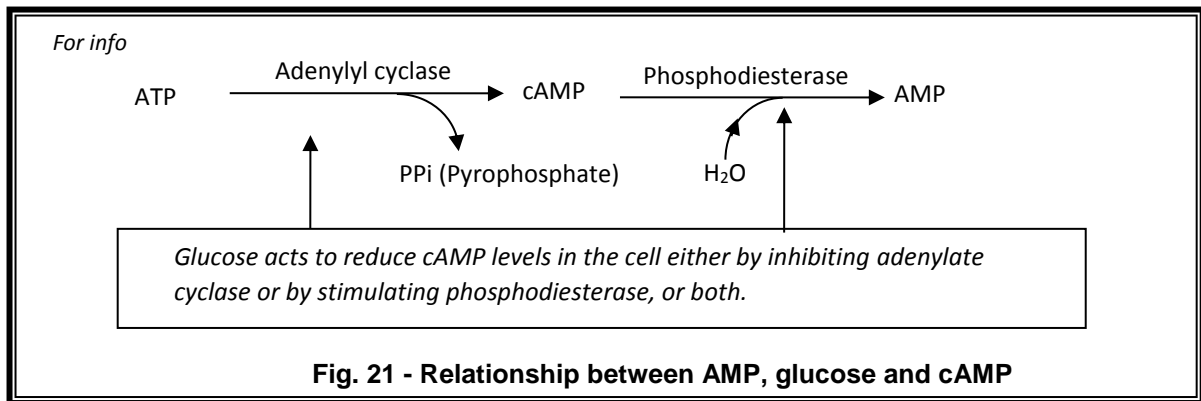 For info
Adenylyl cyclase
Phosphodiesterase
ATP
cAMP
AMP
PPi (Pyrophosphate)
H₂O
Glucose acts to reduce cAMP levels in the cell either by inhibiting adenylate
cyclase or by stimulating phosphodiesterase, or both.
Fig. 21 - Relationship between AMP, glucose and cAMP